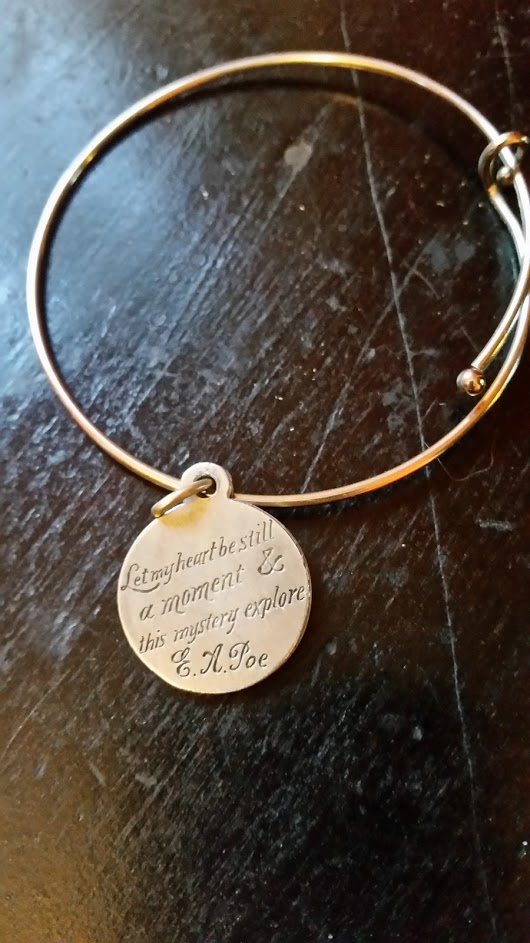 Let my heart be still
a moment &
this mystery explore
E.A.Poe